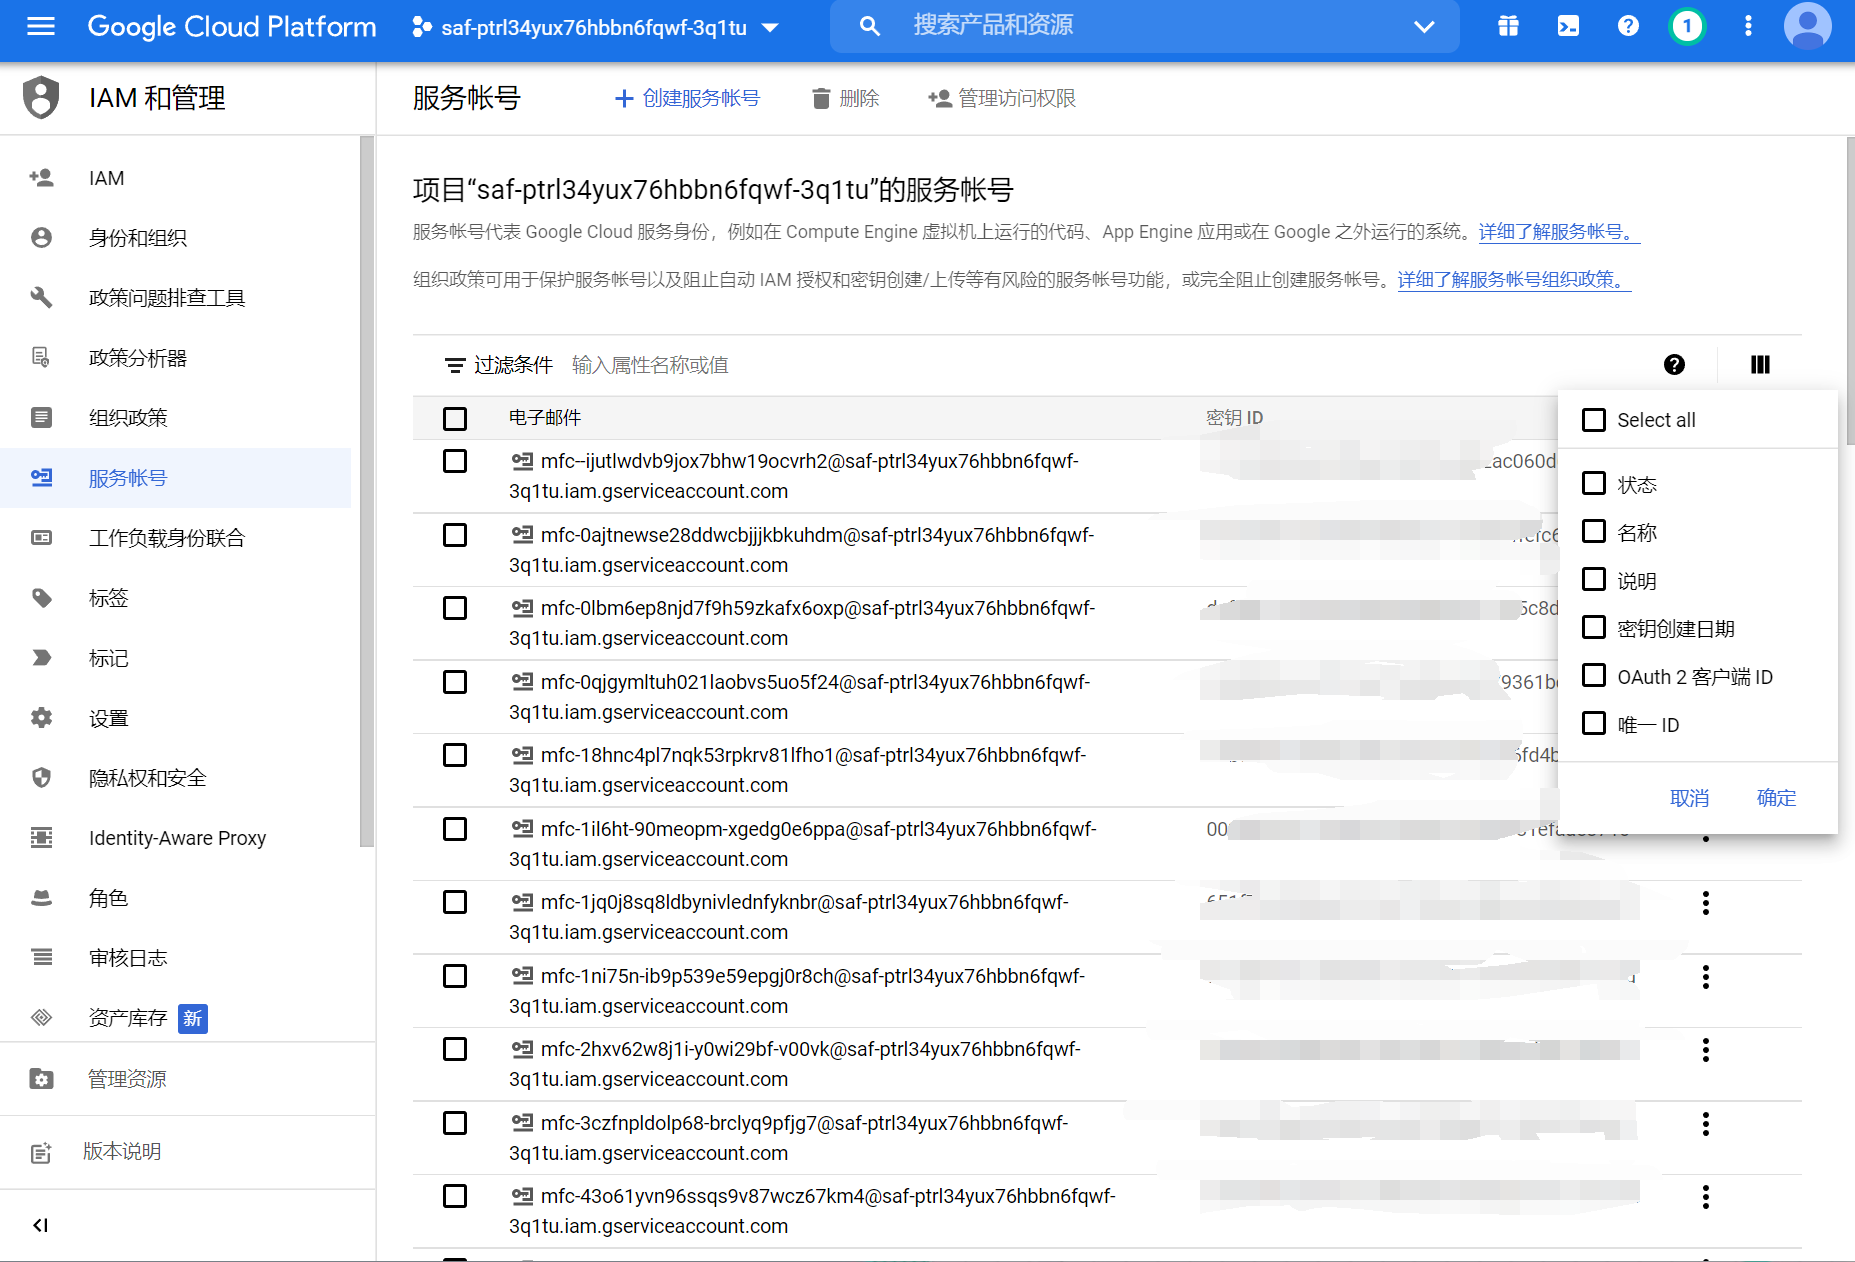 Google Cloud Platform
saf-ptrl34yux76hbbn6fqwf-3q1tu
搜索产品和资源
1
IAM 和管理
IAM
身份和组织
政策问题排查工具
政策分析器
组织政策
服务帐号
工作负载身份联合
标签
标记
设置
隐私权和安全
Identity-Aware Proxy
角色
审核日志
资产库存 新
管理资源
版本说明
服务帐号
创建服务帐号
删除
管理访问权限
项目“saf-ptrl34yux76hbbn6fqwf-3q1tu”的服务帐号
服务帐号代表 Google Cloud 服务身份，例如在 Compute Engine 虚拟机上运行的代码、App Engine 应用或在 Google 之外运行的系统。详细了解服务帐号。
组织政策可用于保护服务帐号以及阻止自动 IAM 授权和密钥创建/上传等有风险的服务帐号功能，或完全阻止创建服务帐号。详细了解服务帐号组织政策。
过滤条件 输入属性名称或值
电子邮件 密钥 ID
mfc--ijutlwdvb9jox7bhw19ocvrh2@saf-ptrl34yux76hbbn6fqwf-
3q1tu.iam.gserviceaccount.com
mfc-0ajtnewse28ddwcbjjjkbkuhdm@saf-ptrl34yux76hbbn6fqwf-
3q1tu.iam.gserviceaccount.com
mfc-0lbm6ep8njd7f9h59zkafx6oxp@saf-ptrl34yux76hbbn6fqwf-
3q1tu.iam.gserviceaccount.com
mfc-0qjgymltuh021laobvs5uo5f24@saf-ptrl34yux76hbbn6fqwf-
3q1tu.iam.gserviceaccount.com
mfc-18hnc4pl7nqk53rpkrv81lfho1@saf-ptrl34yux76hbbn6fqwf-
3q1tu.iam.gserviceaccount.com
mfc-1il6ht-90meopm-xgedg0e6ppa@saf-ptrl34yux76hbbn6fqwf-
3q1tu.iam.gserviceaccount.com
mfc-1jq0j8sq8ldbynivlednfyknbr@saf-ptrl34yux76hbbn6fqwf-
3q1tu.iam.gserviceaccount.com
mfc-1ni75n-ib9p539e59epgj0r8ch@saf-ptrl34yux76hbbn6fqwf-
3q1tu.iam.gserviceaccount.com
mfc-2hxv62w8j1i-y0wi29bf-v00vk@saf-ptrl34yux76hbbn6fqwf-
3q1tu.iam.gserviceaccount.com
mfc-3czfnpldolp68-brclyq9pfjg7@saf-ptrl34yux76hbbn6fqwf-
3q1tu.iam.gserviceaccount.com
mfc-43o61yvn96ssqs9v87wcz67km4@saf-ptrl34yux76hbbn6fqwf-
3q1tu.iam.gserviceaccount.com
Select all
状态
名称
说明
密钥创建日期
OAuth 2 客户端 ID
唯一 ID
取消 确定